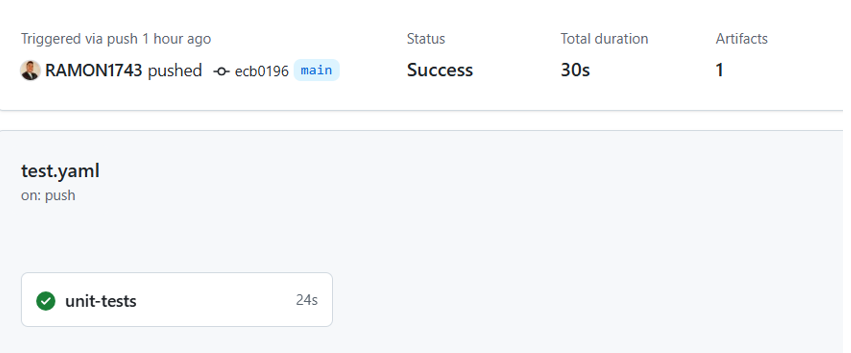 Triggered via push 1 hour ago
RAMON1743 pushed ecb0196 main
Status
Success
Total duration
30s
Artifacts
1
test.yaml
on: push
unit-tests 24s